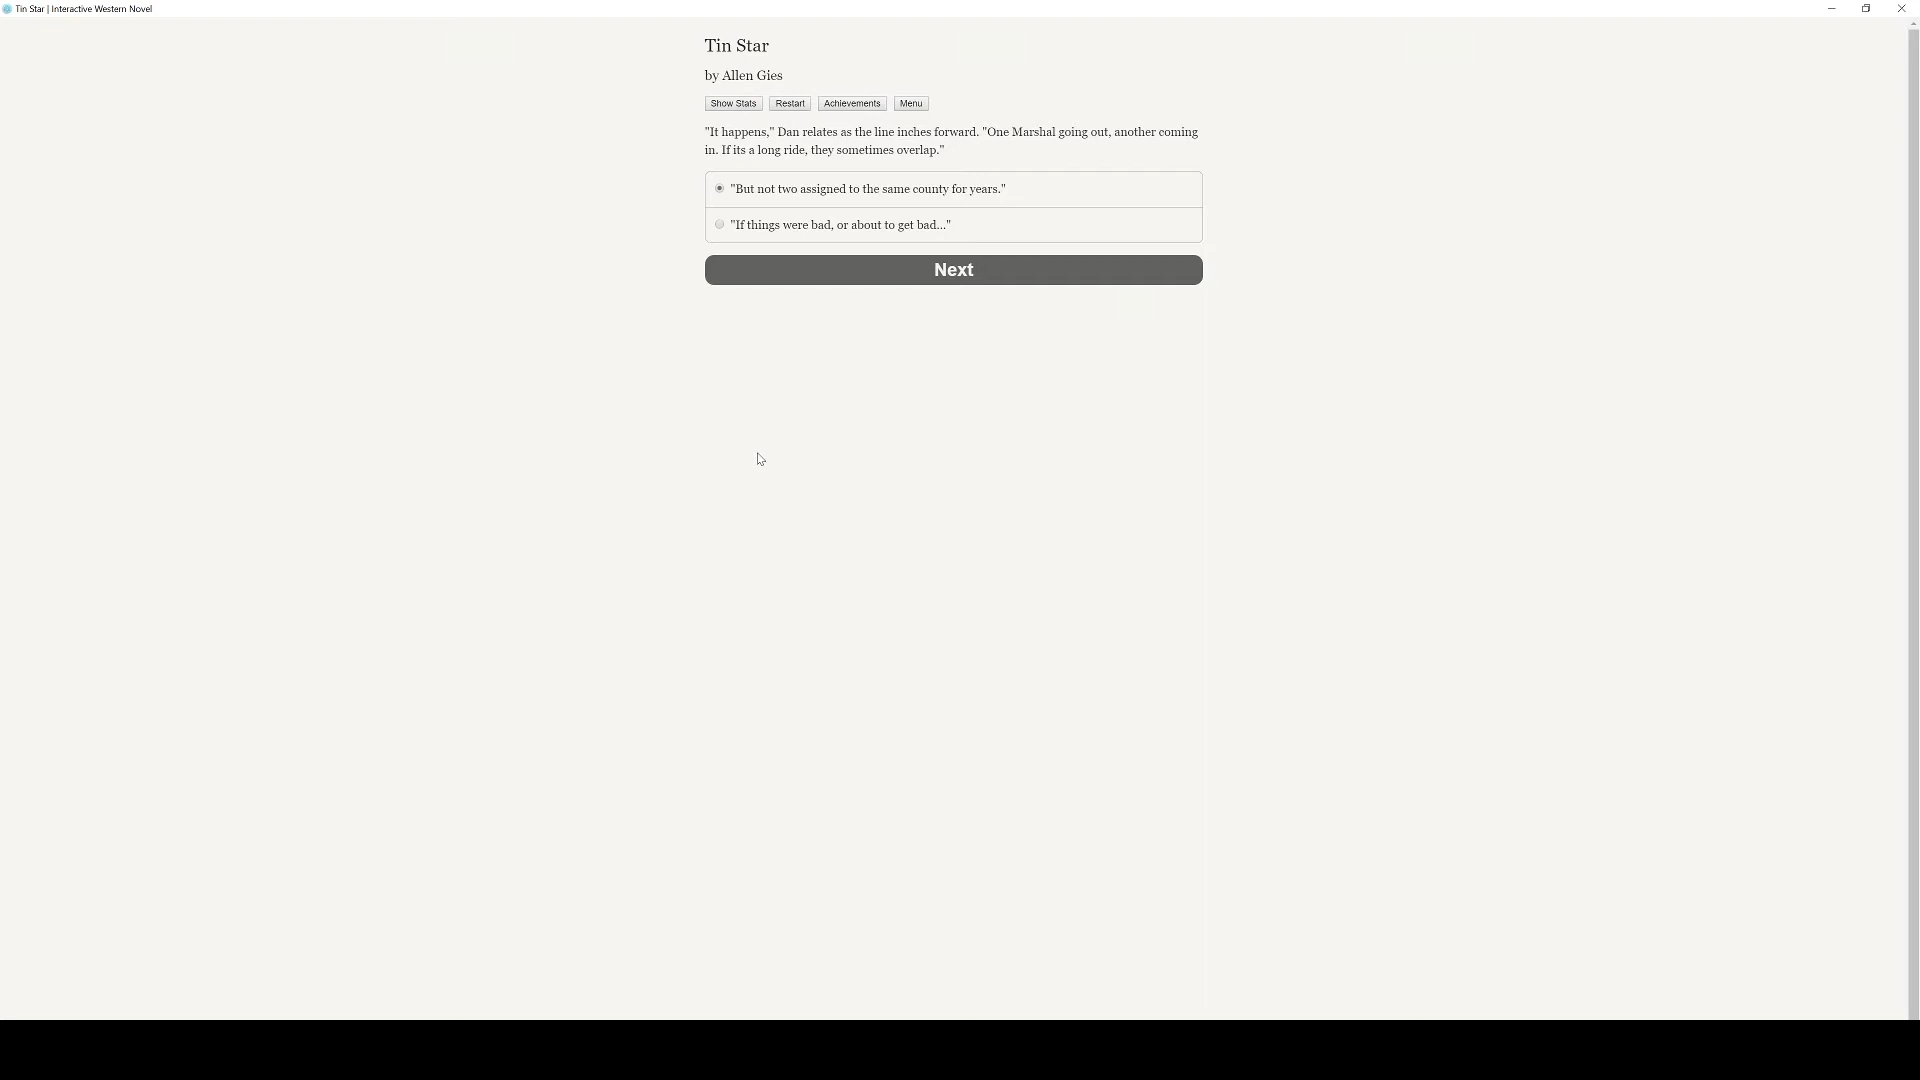 Tin Star | Interactive Western Novel
Tin Star
by Allen Gies
Show Stats Restart Achievements Menu
"It happens," Dan relates as the line inches forward. "One Marshal going out, another coming
in. If its a long ride, they sometimes overlap."
"But not two assigned to the same county for years."
"If things were bad, or about to get bad..."
Next